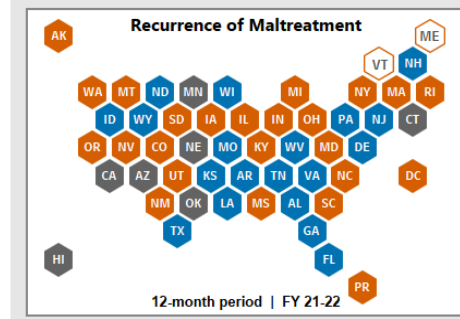 Recurrence of Maltreatment
AK ME
VT NH
WA MT ND MN WI MI NY MA RI
ID WY SD IA IL IN OH PA NJ CT
OR NV CO NE MO KY WV MD DE
CA AZ UT KS AR TN VA NC DC
NM OK LA MS AL SC
TX GA
HI FL
PR
12-month period | FY 21-22